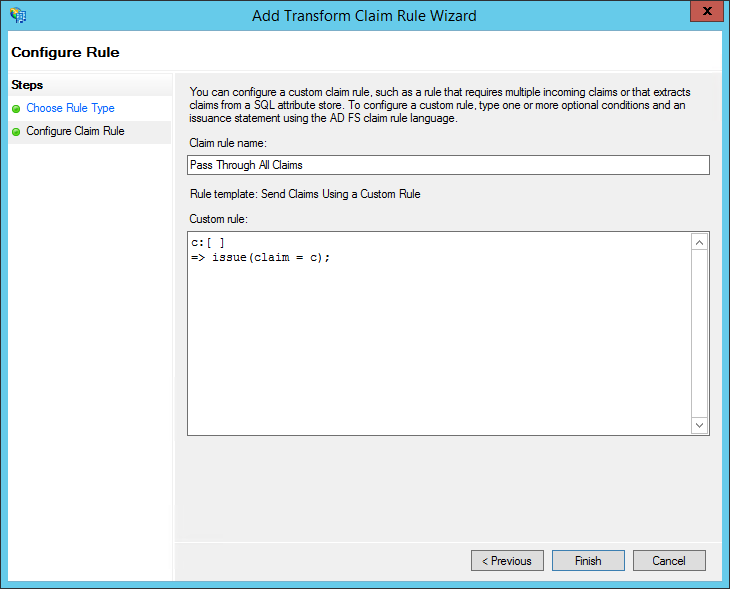 Add Transform Claim Rule Wizard
X
Configure Rule
Steps
Choose Rule Type
Configure Claim Rule
You can configure a custom claim rule, such as a rule that requires multiple incoming claims or that extracts
claims from a SQL attribute store. To configure a custom rule, type one or more optional conditions and an
issuance statement using the AD FS claim rule language.
Claim rule name:
Pass Through All Claims
Rule template: Send Claims Using a Custom Rule
Custom rule:
c:[ ]
=> issue(claim = c);
< Previous
Finish
Cancel